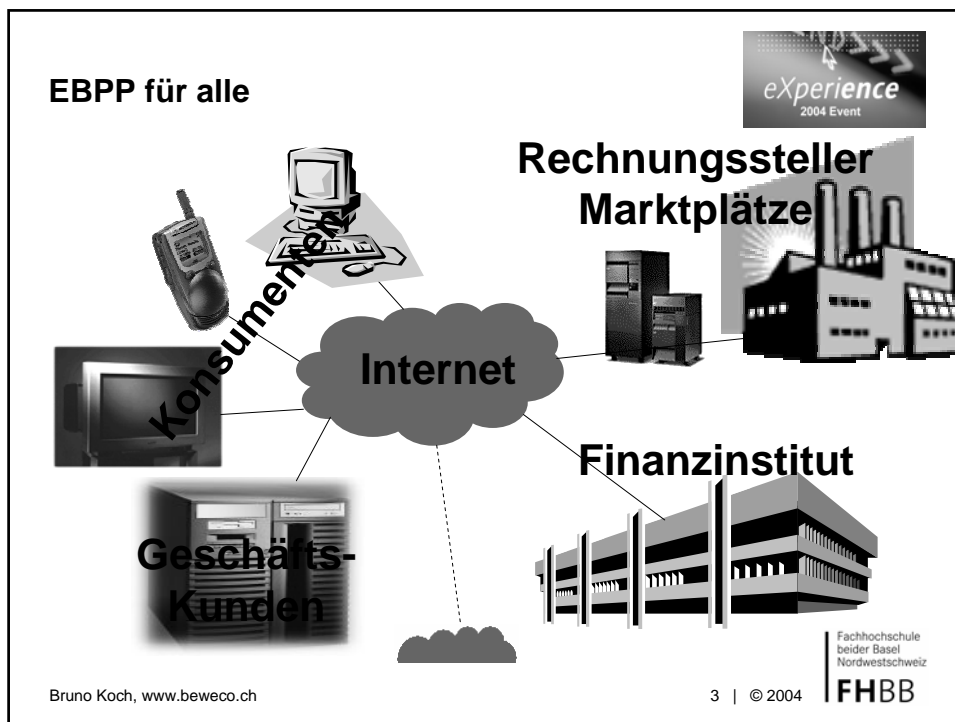 EBPP für alle
eXperience
2004 Event
Rechnungssteller
Marktplätze
Konsumenten
Internet
Finanzinstitut
Geschäfts-
Kunden
Bruno Koch, www.beweco.ch
3 | © 2004
Fachhochschule
beider Basel
Nordwestschweiz
FHBB